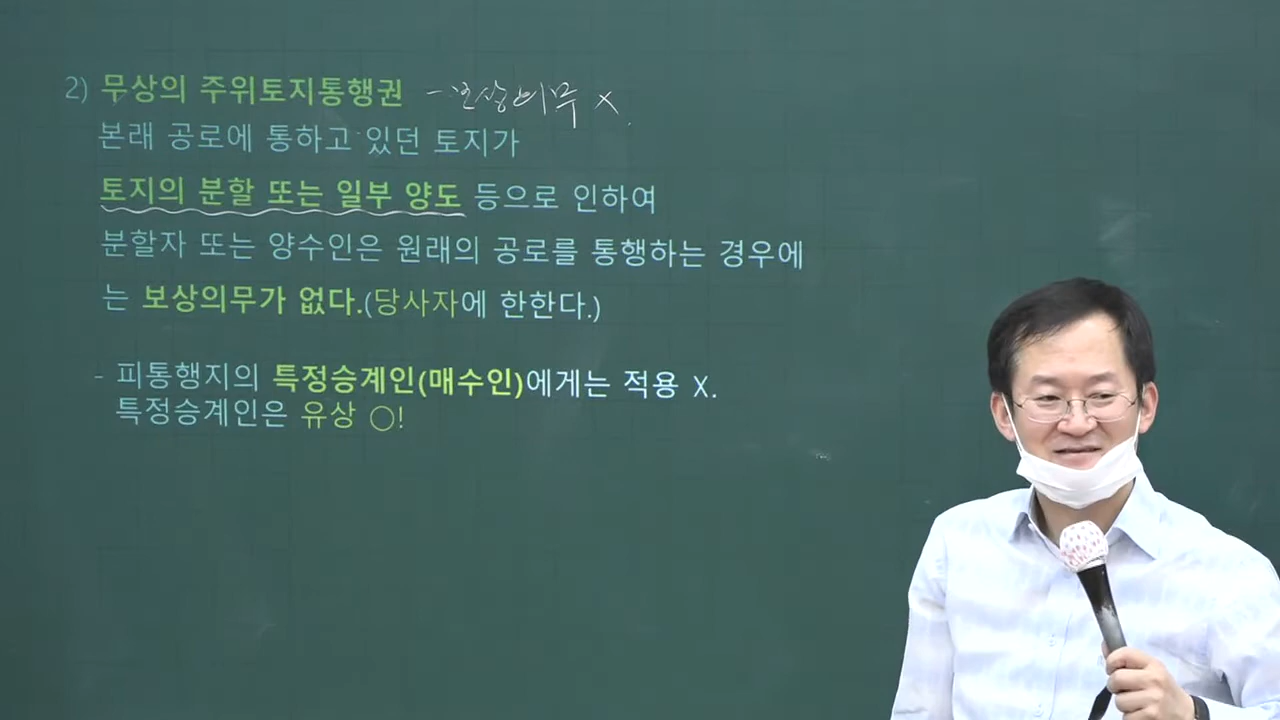 2) 무상의 주위토지통행권 - 보상의무 X.
본래 공로에 통하고 있던 토지가
토지의 분할 또는 일부 양도 등으로 인하여
분할자 또는 양수인은 원래의 공로를 통행하는 경우에
는 보상의무가 없다.(당사자에 한한다.)
- 피통행지의 특정승계인(매수인)에게는 적용 X.
특정승계인은 유상 ○!